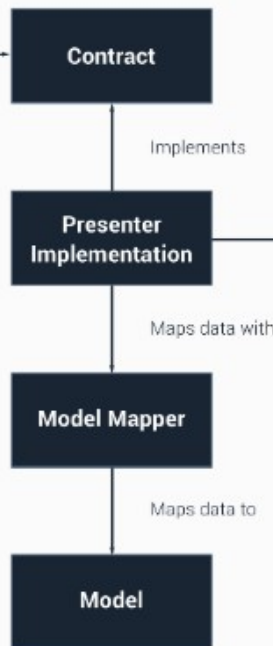 Contract
Implements
Presenter
Implementation
Maps data with
Model Mapper
Maps data to
Model